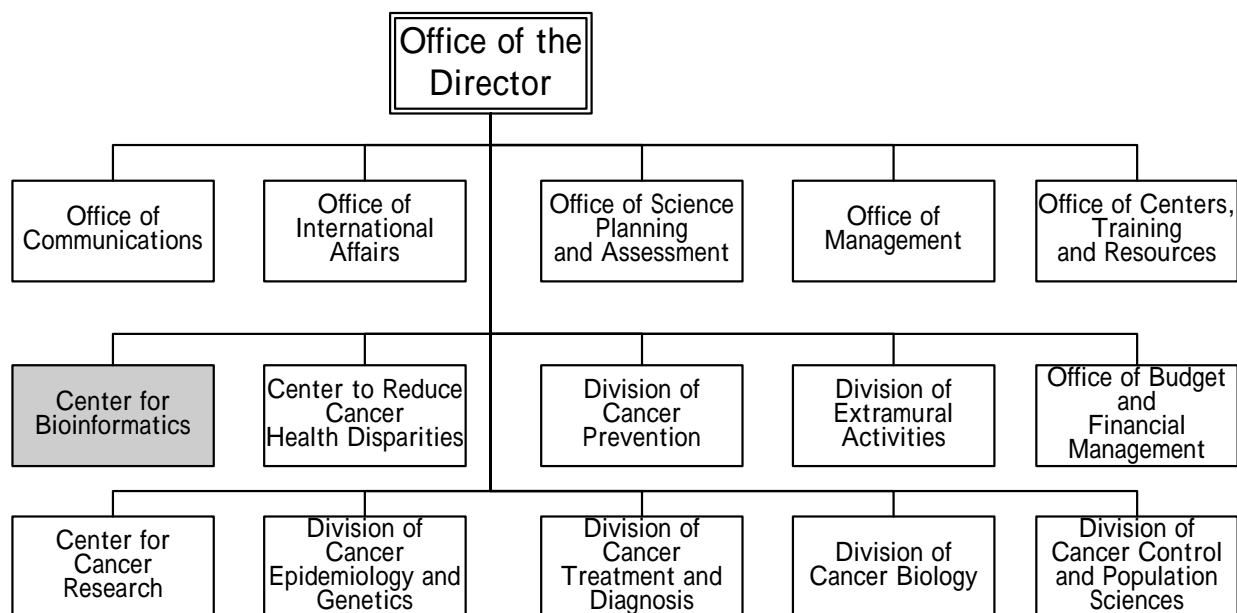 Office of the
Director
Office of
Communications
Office of
International
Affairs
Office of Science
Planning
and Assessment
Office of
Management
Office of Centers,
Training
and Resources
Center for
Bioinformatics
Center to Reduce
Cancer
Health Disparities
Division of
Cancer
Prevention
Division of
Extramural
Activities
Office of Budget
and
Financial
Management
Center for
Cancer
Research
Division of
Cancer
Epidemiology and
Genetics
Division of
Cancer
Treatment and
Diagnosis
Division of
Cancer Biology
Division of
Cancer Control
and Population
Sciences